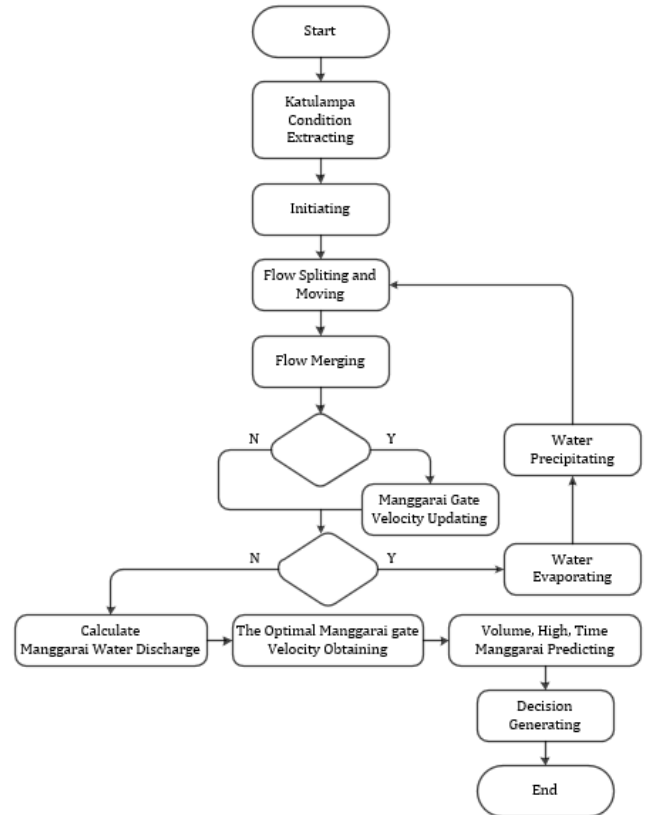 Start
Katulampa
Condition
Extracting
Initiating
Flow Spliting and
Moving
Flow Merging
N
Y
Water
Precipitating
Manggarai Gate
Velocity Updating
N
Y
Water
Evaporating
Calculate
Manggarai Water Discharge
The Optimal Manggarai gate
Velocity Obtaining
Volume, High, Time
Manggarai Predicting
Decision
Generating
End